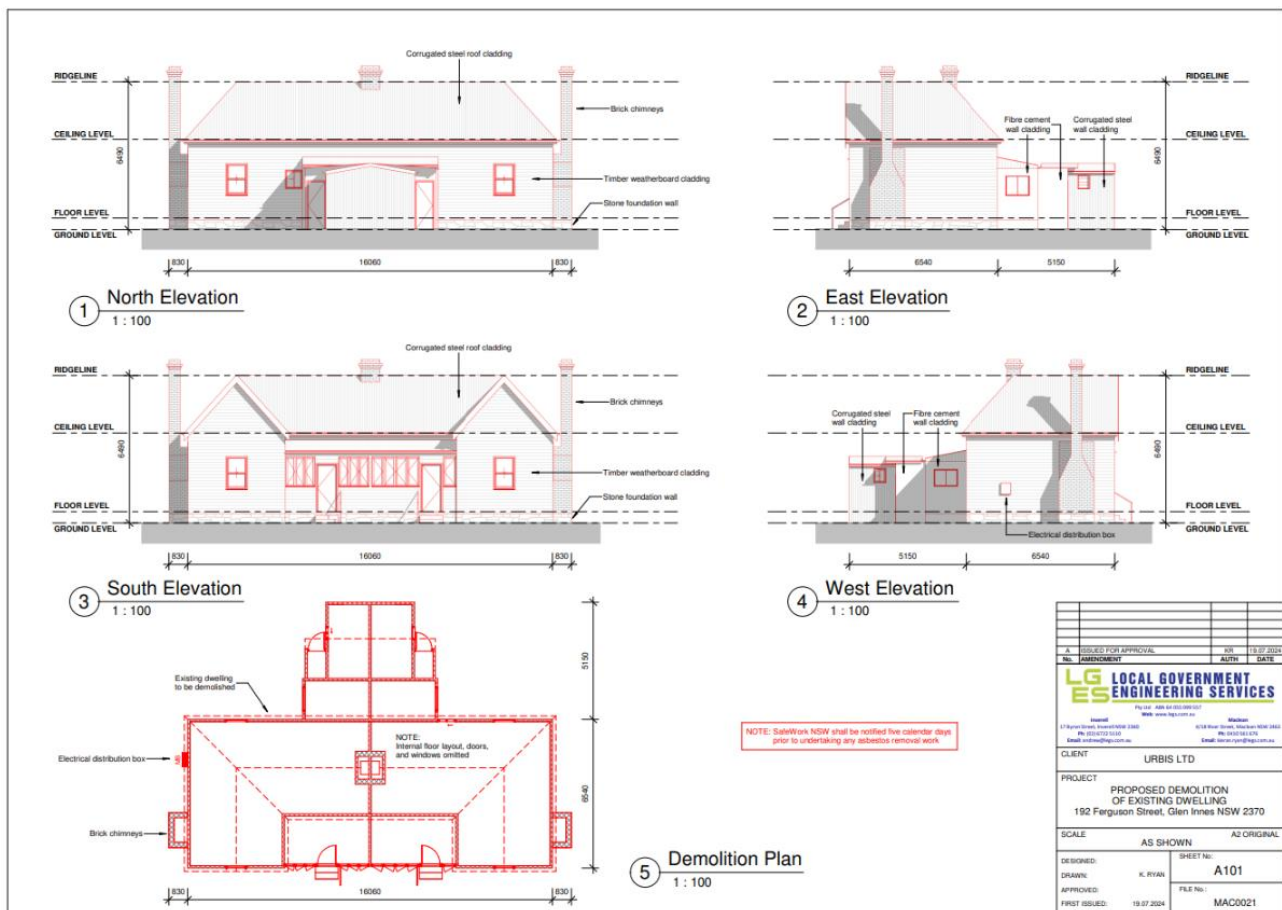 Corrugated steel roof cladding
RIDGELINE
CEILING LEVEL
FLOOR LEVEL
GROUND LEVEL
6490
Brick chimneys
Timber weatherboard cladding
Stone foundation wall
830
16060
830
1
North Elevation
1 : 100
Fibre cement
wall cladding
Corrugated steel
wall cladding
RIDGELINE
CEILING LEVEL
FLOOR LEVEL
GROUND LEVEL
6490
6540
5150
2
East Elevation
1 : 100
Corrugated steel roof cladding
RIDGELINE
CEILING LEVEL
FLOOR LEVEL
GROUND LEVEL
6490
Brick chimneys
Timber weatherboard cladding
Stone foundation wall
830
16060
830
3
South Elevation
1 : 100
Corrugated steel
wall cladding
Fibre cement
wall cladding
RIDGELINE
CEILING LEVEL
FLOOR LEVEL
GROUND LEVEL
6490
Electrical distribution box
5150
6540
4
West Elevation
1 : 100
Existing dwelling
to be demolished
NOTE:
Internal floor layout, doors,
and windows omitted
Electrical distribution box
Brick chimneys
5150
6540
830
16060
830
5
Demolition Plan
1 : 100
NOTE: SafeWork NSW shall be notified five calendar days
prior to undertaking any asbestos removal work
A ISSUED FOR APPROVAL KR 19.07.2024
No. AMENDMENT AUTH DATE
LGES
LOCAL GOVERNMENT
ENGINEERING SERVICES
Web: www.lges.com.au
Inverell
Maclean
CLIENT
URBIS LTD
PROJECT
PROPOSED DEMOLITION
OF EXISTING DWELLING
192 Ferguson Street, Glen Innes NSW 2370
SCALE
AS SHOWN
A2 ORIGINAL
DESIGNED:
DRAWN: K. RYAN
APPROVED:
FIRST ISSUED: 19.07.2024
SHEET No:
A101
FILE No.:
MAC0021